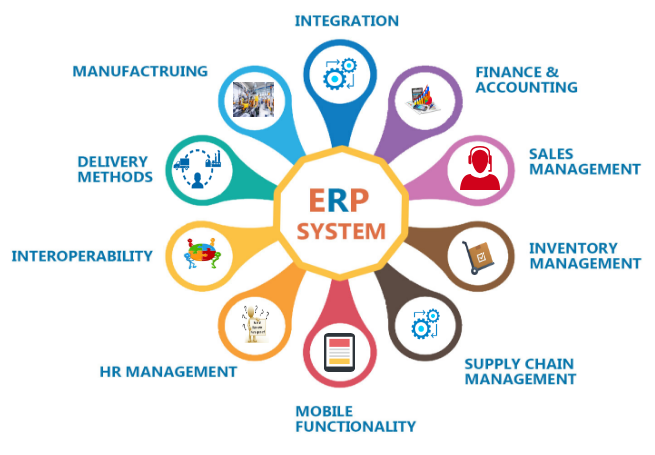 INTEGRATION
FINANCE &
ACCOUNTING
SALES
MANAGEMENT
INVENTORY
MANAGEMENT
SUPPLY CHAIN
MANAGEMENT
MOBILE
FUNCTIONALITY
HR MANAGEMENT
INTEROPERABILITY
DELIVERY
METHODS
MANUFACTRUING
ERP
SYSTEM